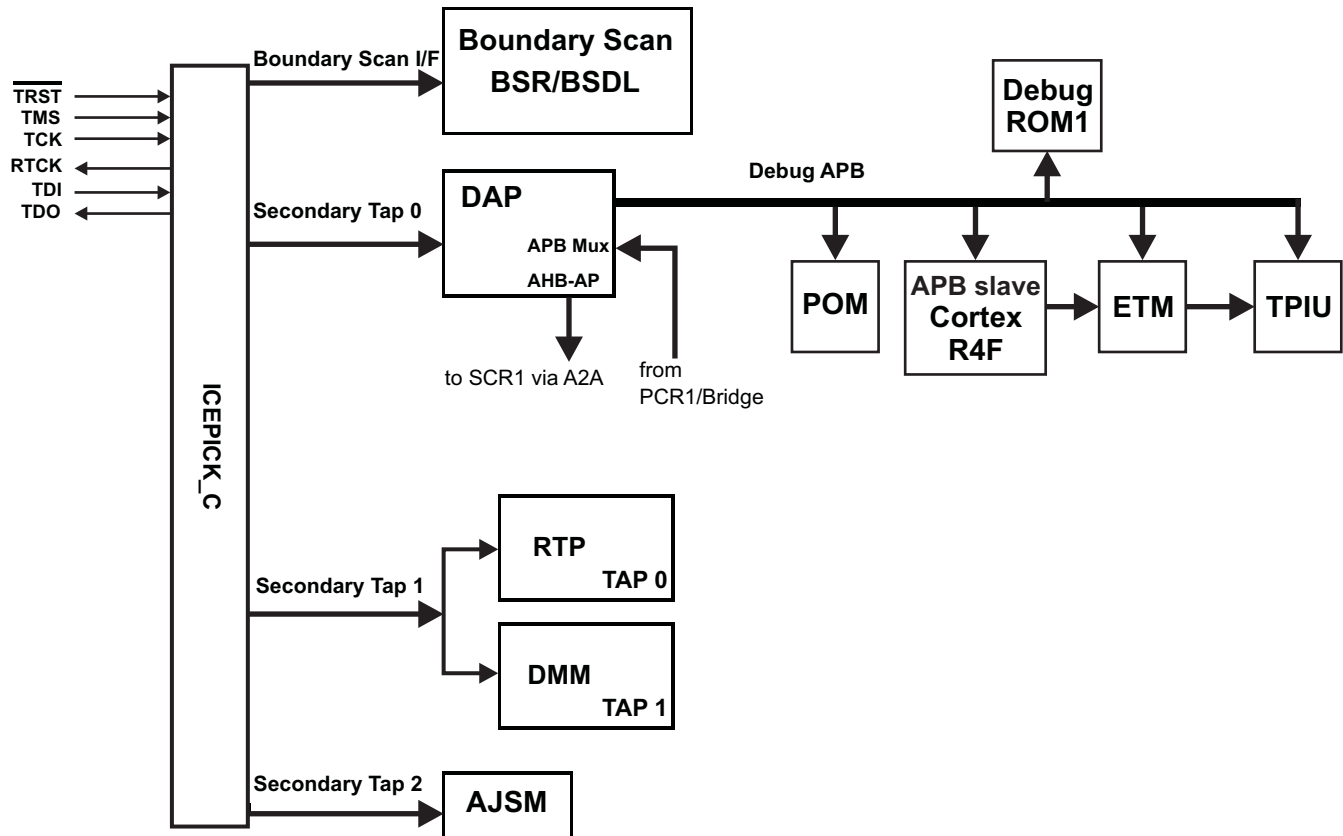 Boundary Scan I/F
Boundary Scan
BSR/BSDL
TRST
TMS
TCK
RTCK
TDI
TDO
ICEPICK_C
Secondary Tap 0
DAP
APB Mux
AHB-AP
to SCR1 via A2A
from
PCR1/Bridge
Debug APB
Debug
ROM1
POM
APB slave
Cortex
R4F
ETM
TPIU
Secondary Tap 1
RTP
TAP 0
DMM
TAP 1
Secondary Tap 2
AJSM